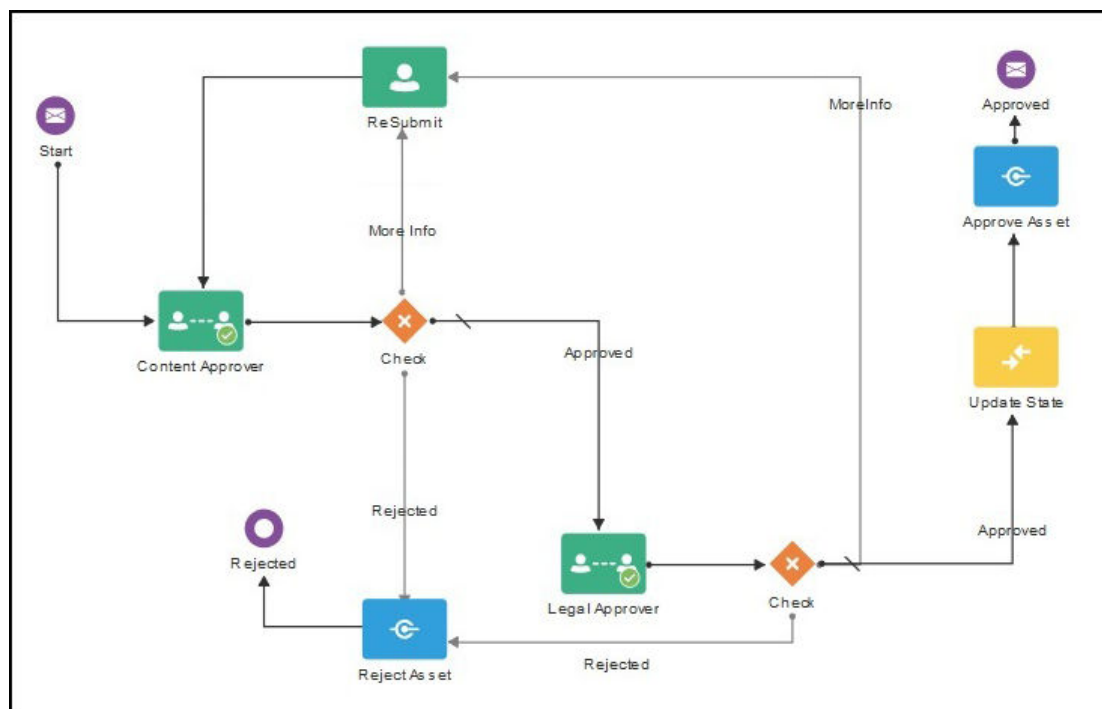 ReSubmit
MoreInfo
Approved
Start
Approve Asset
More Info
Content Approver
Check
Approved
Update State
Rejected
Approved
Rejected
Legal Approver
Check
Rejected
Reject Asset